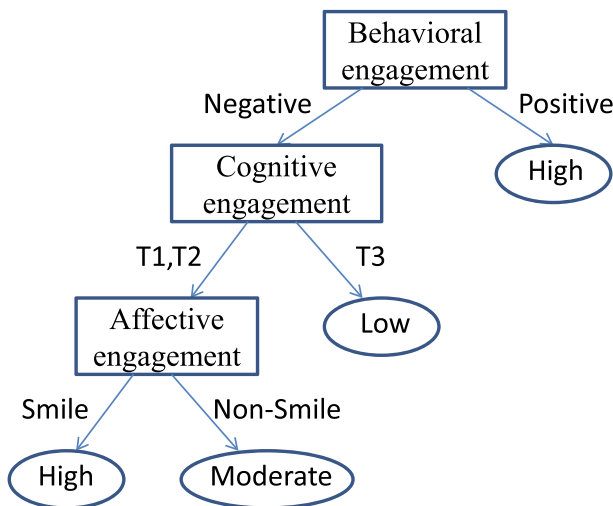 Behavioral
engagement
Negative
Positive
Cognitive
engagement
High
T1,T2
T3
Affective
engagement
Low
Smile
Non-Smile
High
Moderate